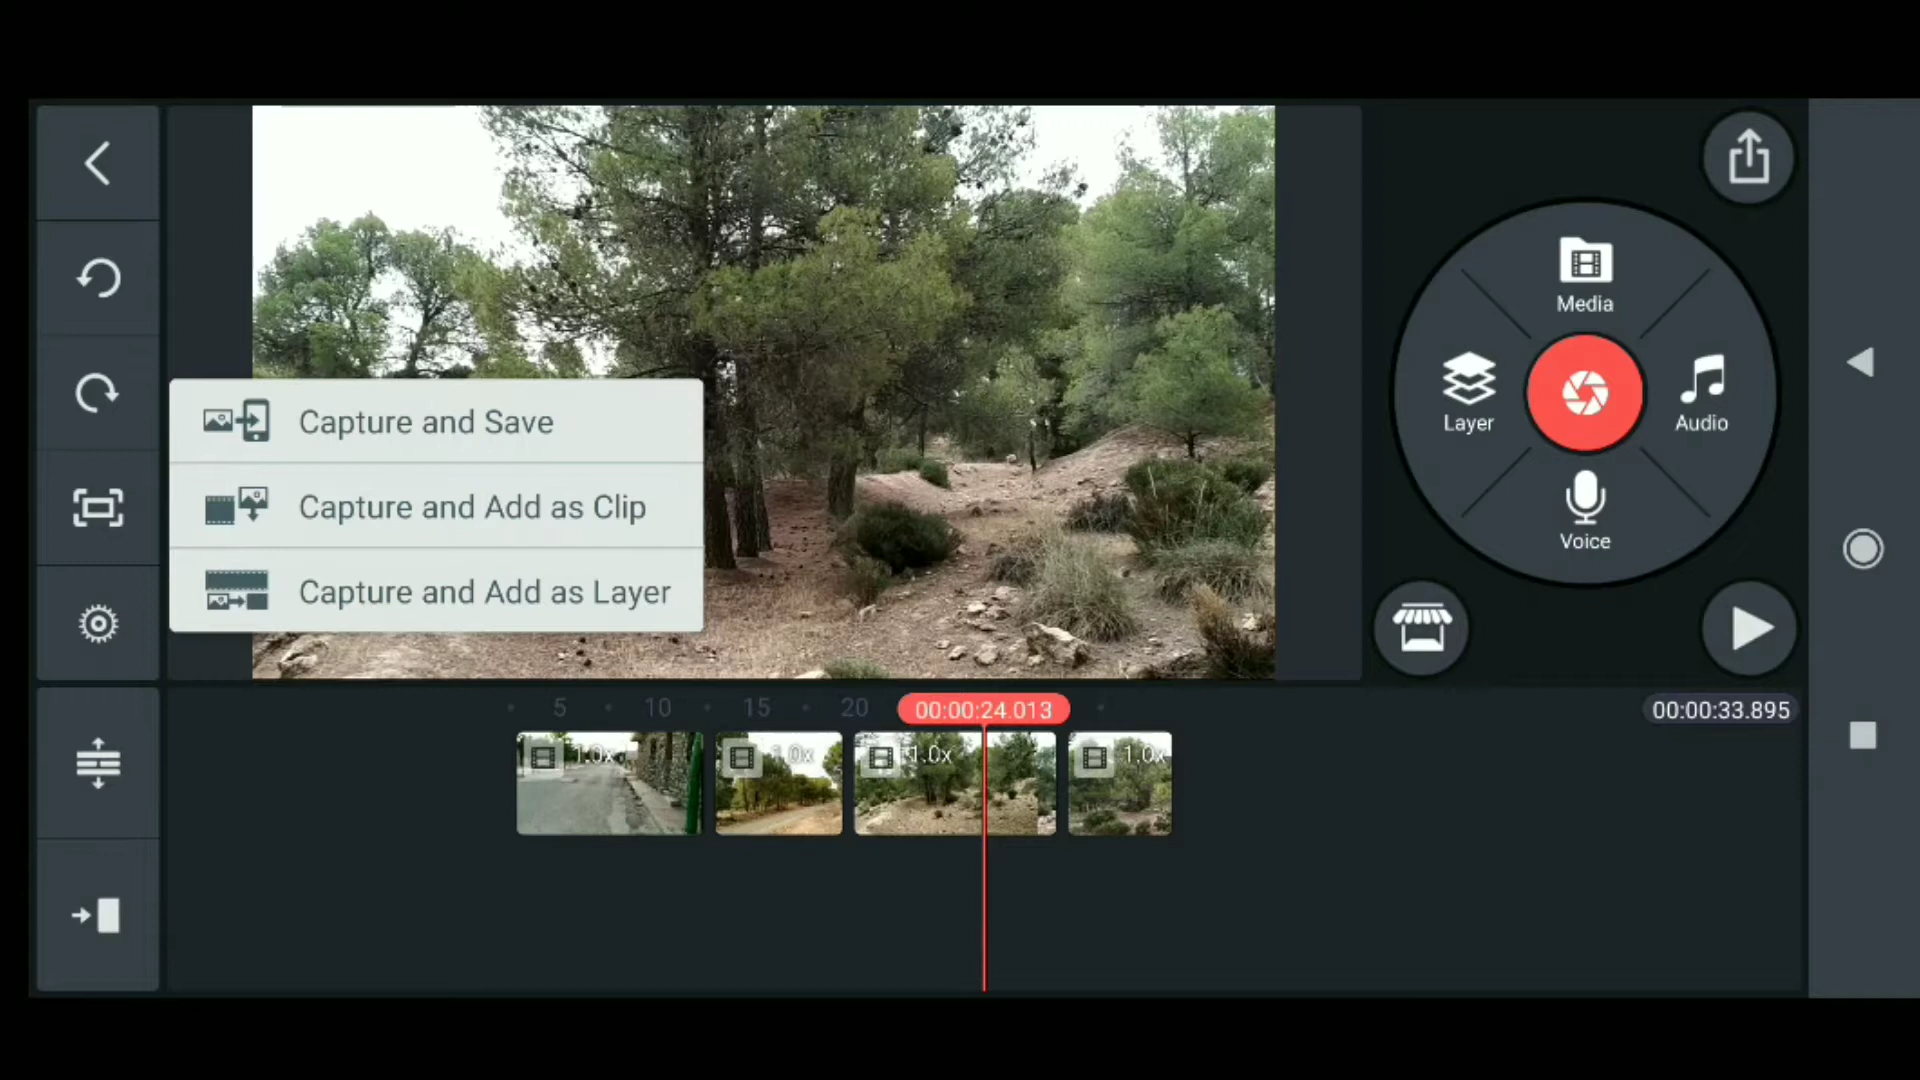 Capture and Save
Capture and Add as Clip
Capture and Add as Layer
Media
Layer
Audio
Voice
5
10
15
20
00:00:24.013
00:00:33.895
1.0x
1.0x
1.0x
1.0x